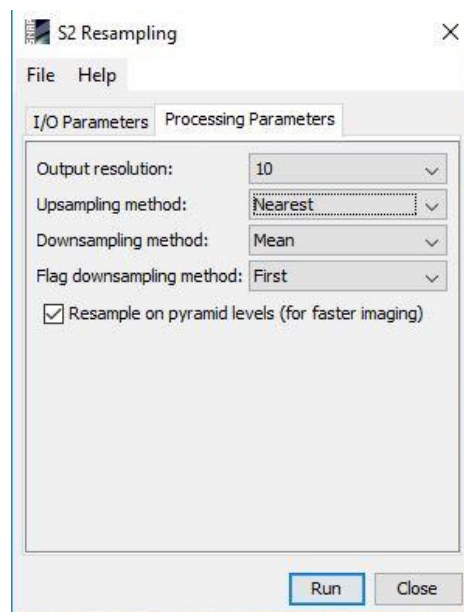 S2 Resampling
File Help
I/O Parameters Processing Parameters
Output resolution: 10
Upsampling method: Nearest
Downsampling method: Mean
Flag downsampling method: First
Resample on pyramid levels (for faster imaging)
Run Close